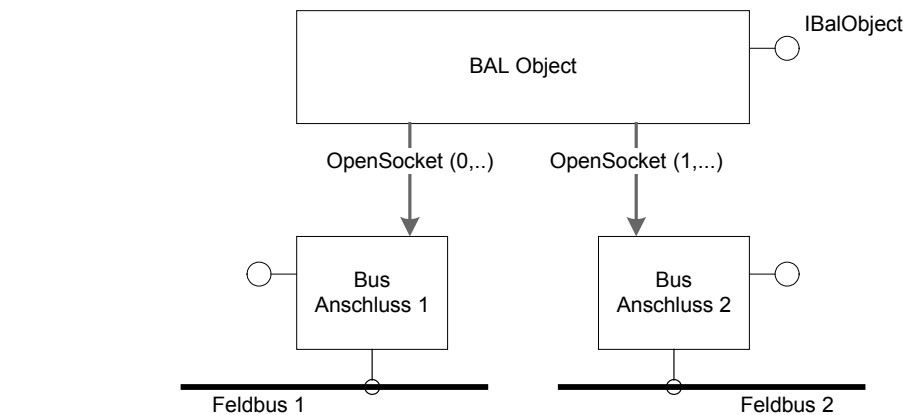 IBalObject
BAL Object
OpenSocket (0,..)
OpenSocket (1,...)
Bus
Anschluss 1
Bus
Anschluss 2
Feldbus 1
Feldbus 2